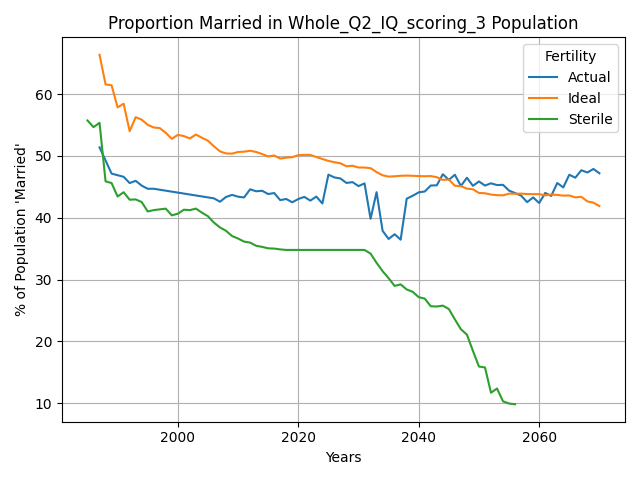 Proportion Married in Whole_Q2_IQ_scoring_3 Population
Fertility
Actual
Ideal
Sterile
% of Population 'Married'
60
50
40
30
20
10
2000
2020
2040
2060
Years